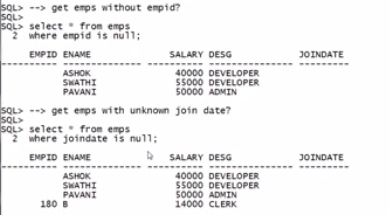 SQL> --> get emps without empid?
SQL>
SQL> select * from emps
2 where empid is null;
EMPID ENAME SALARY DESG JOINDATE
---------- -------------------- ---------- -------------------- ---------
ASHOK 40000 DEVELOPER
SWATHI 55000 DEVELOPER
PAVANI 50000 ADMIN
SQL> --> get emps with unknown join date?
SQL>
SQL> select * from emps
2 where joindate is null;
EMPID ENAME SALARY DESG JOINDATE
---------- -------------------- ---------- -------------------- ---------
ASHOK 40000 DEVELOPER
SWATHI 55000 DEVELOPER
PAVANI 50000 ADMIN
180 B 14000 CLERK